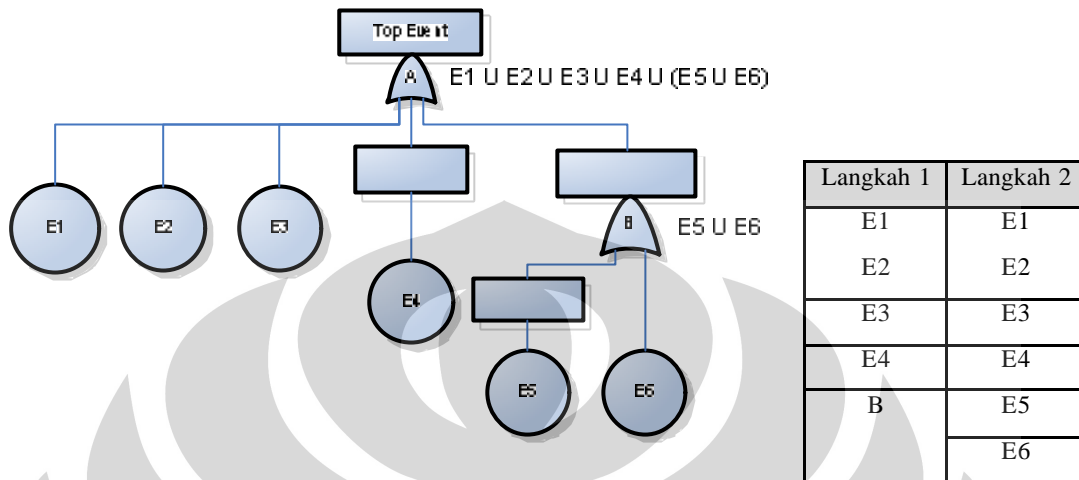 Top Event
A
E1 U E2 U E3 U E4 U (E5 U E6)
E1
E2
E3
B
E5 U E6
E4
E5
E6
Langkah 1 Langkah 2
E1 E1
E2 E2
E3 E3
E4 E4
B E5
E6